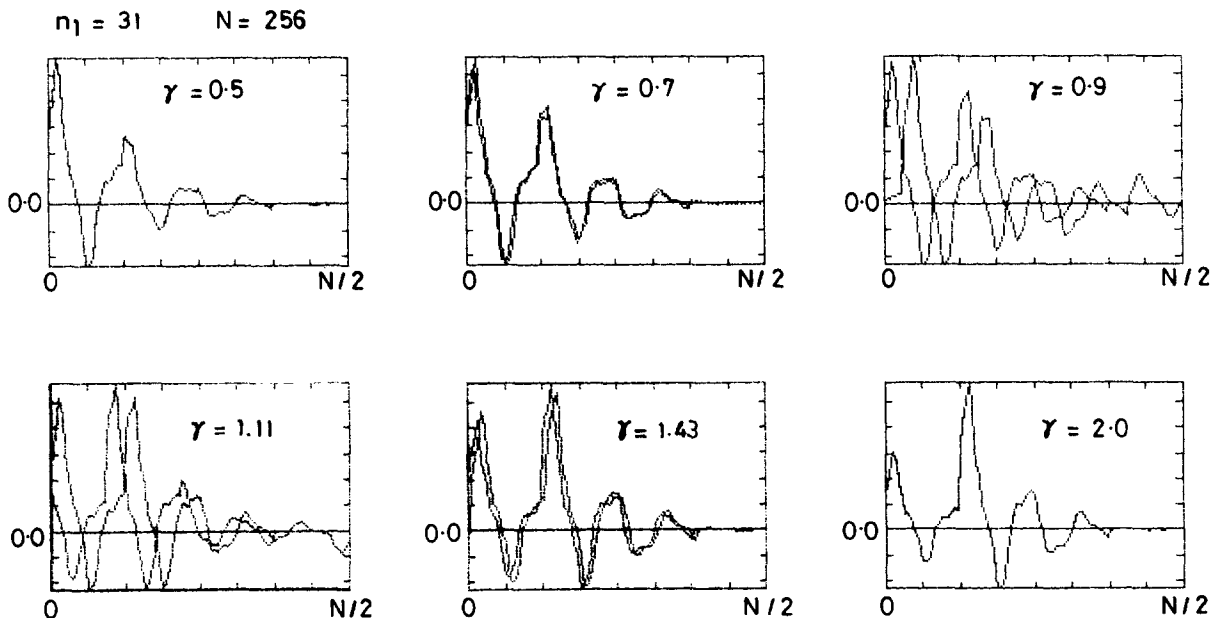 n₁ = 31 N = 256
γ = 0·5
γ = 0·7
γ = 0·9
0·0
0·0
0·0
0 N/2
0 N/2
0 N/2
γ = 1.11
γ = 1·43
γ = 2·0
0·0
0·0
0·0
0 N/2
0 N/2
0 N/2